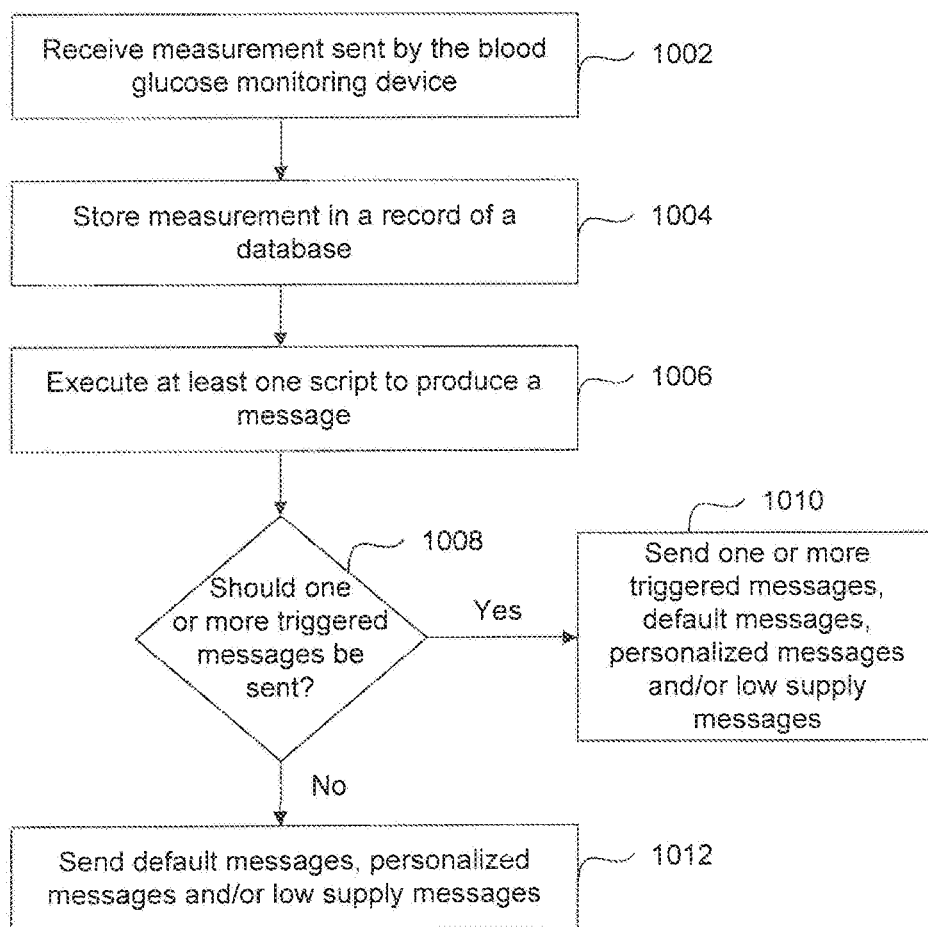 Receive measurement sent by the blood
glucose monitoring device
1002
Store measurement in a record of a
database
1004
Execute at least one script to produce a
message
1006
1008
Should one
or more triggered
messages be
sent?
Yes
1010
Send one or more
triggered messages,
default messages,
personalized messages
and/or low supply
messages
No
Send default messages, personalized
messages and/or low supply messages
1012